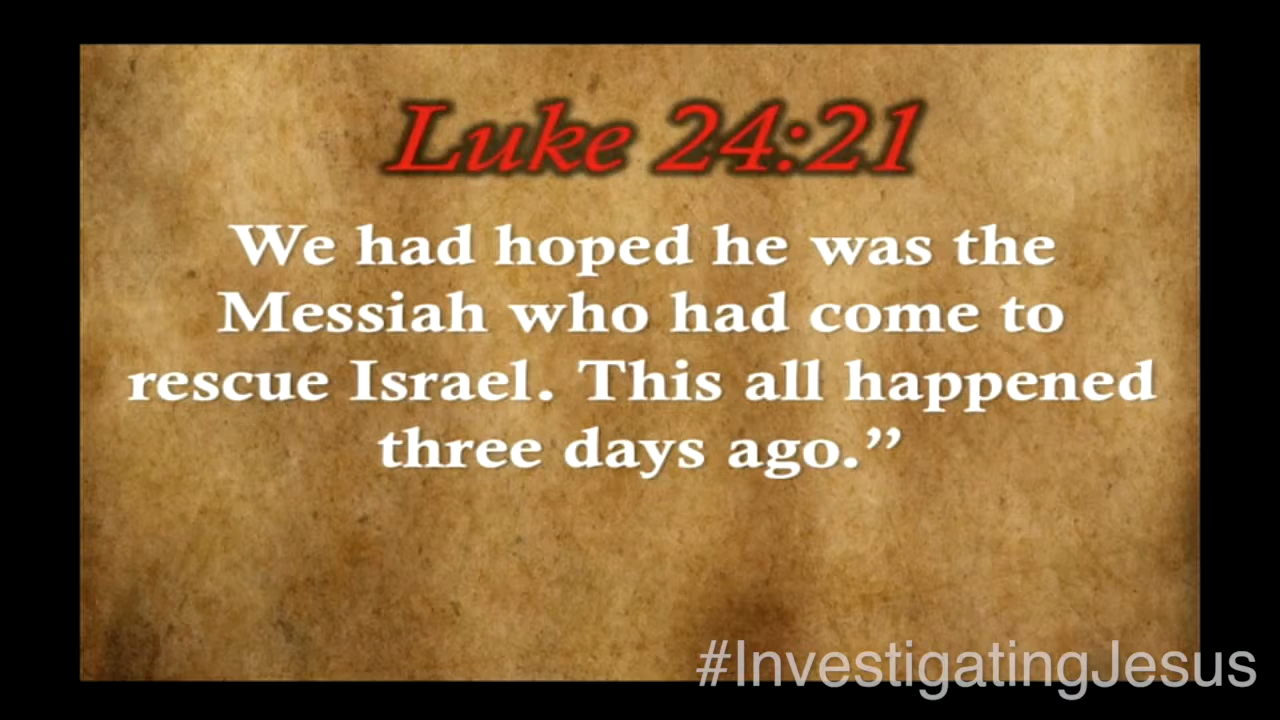 Luke 24:21
We had hoped he was the
Messiah who had come to
rescue Israel. This all happened
three days ago.”
#InvestigatingJesus